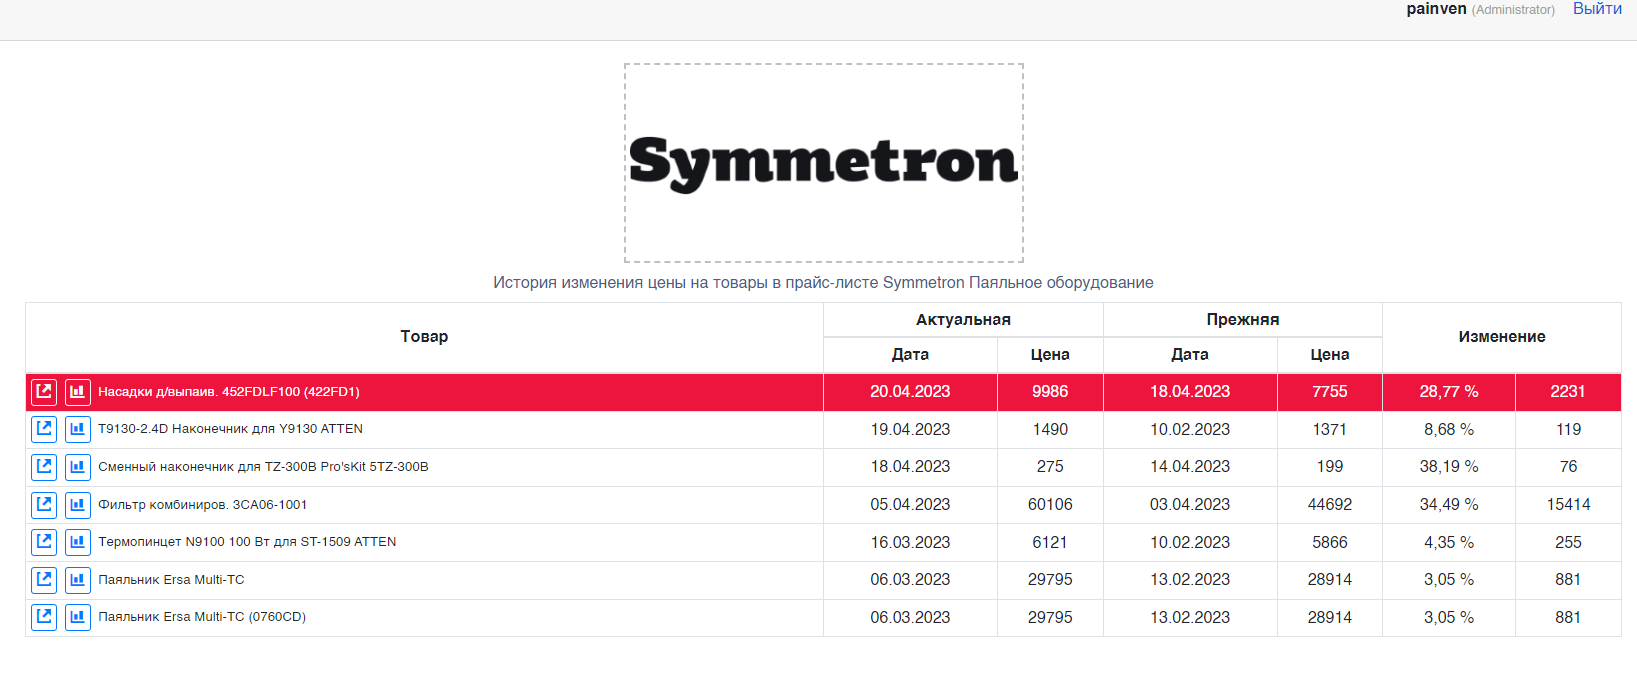 painven (Administrator) Выйти
Symmetron
История изменения цены на товары в прайс-листе Symmetron Паяльное оборудование
Товар Актуальная Прежняя Изменение
Дата Цена Дата Цена
Насадки д/выпаив. 452FDLF100 (422FD1) 20.04.2023 9986 18.04.2023 7755 28,77 % 2231
T9130-2.4D Наконечник для Y9130 ATTEN 19.04.2023 1490 10.02.2023 1371 8,68 % 119
Сменный наконечник для TZ-300B Pro'sKit 5TZ-300B 18.04.2023 275 14.04.2023 199 38,19 % 76
Фильтр комбиниров. 3CA06-1001 05.04.2023 60106 03.04.2023 44692 34,49 % 15414
Термопинцет N9100 100 Вт для ST-1509 ATTEN 16.03.2023 6121 10.02.2023 5866 4,35 % 255
Паяльник Ersa Multi-TC 06.03.2023 29795 13.02.2023 28914 3,05 % 881
Паяльник Ersa Multi-TC (0760CD) 06.03.2023 29795 13.02.2023 28914 3,05 % 881